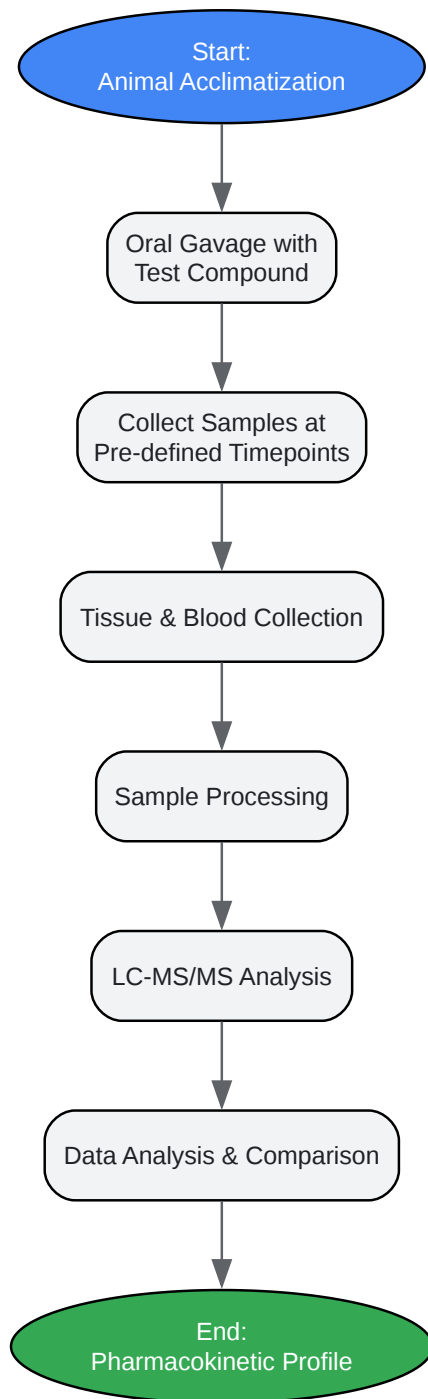 Start:
Animal Acclimatization
Oral Gavage with
Test Compound
Collect Samples at
Pre-defined Timepoints
Tissue & Blood Collection
Sample Processing
LC-MS/MS Analysis
Data Analysis & Comparison
End:
Pharmacokinetic Profile